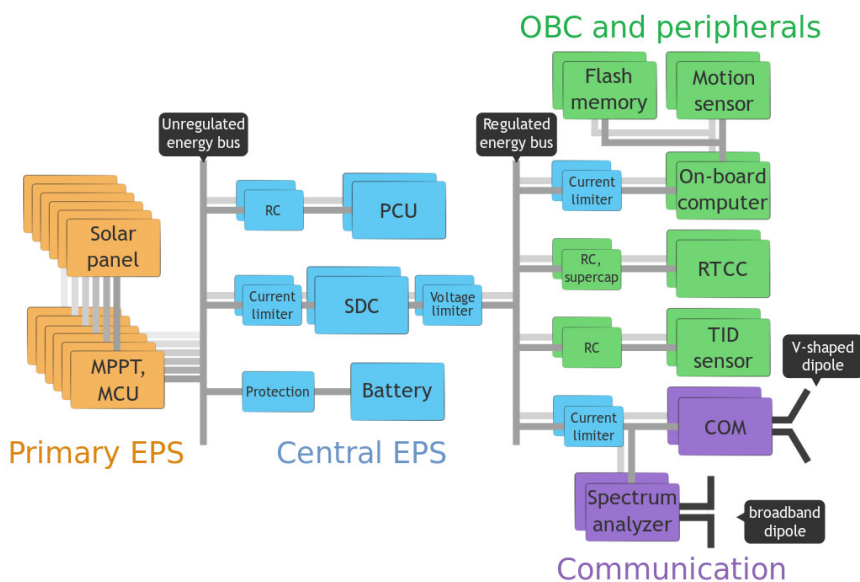 OBC and peripherals
Flash
memory
Motion
sensor
Unregulated
energy bus
Regulated
energy bus
Current
limiter
On-board
computer
RC
PCU
Solar
panel
RC,
supercap
RTCC
Current
limiter
SDC
Voltage
limiter
RC
TID
sensor
V-shaped
dipole
MPPT,
MCU
Protection
Battery
Current
limiter
COM
Primary EPS
Central EPS
Spectrum
analyzer
broadband
dipole
Communication